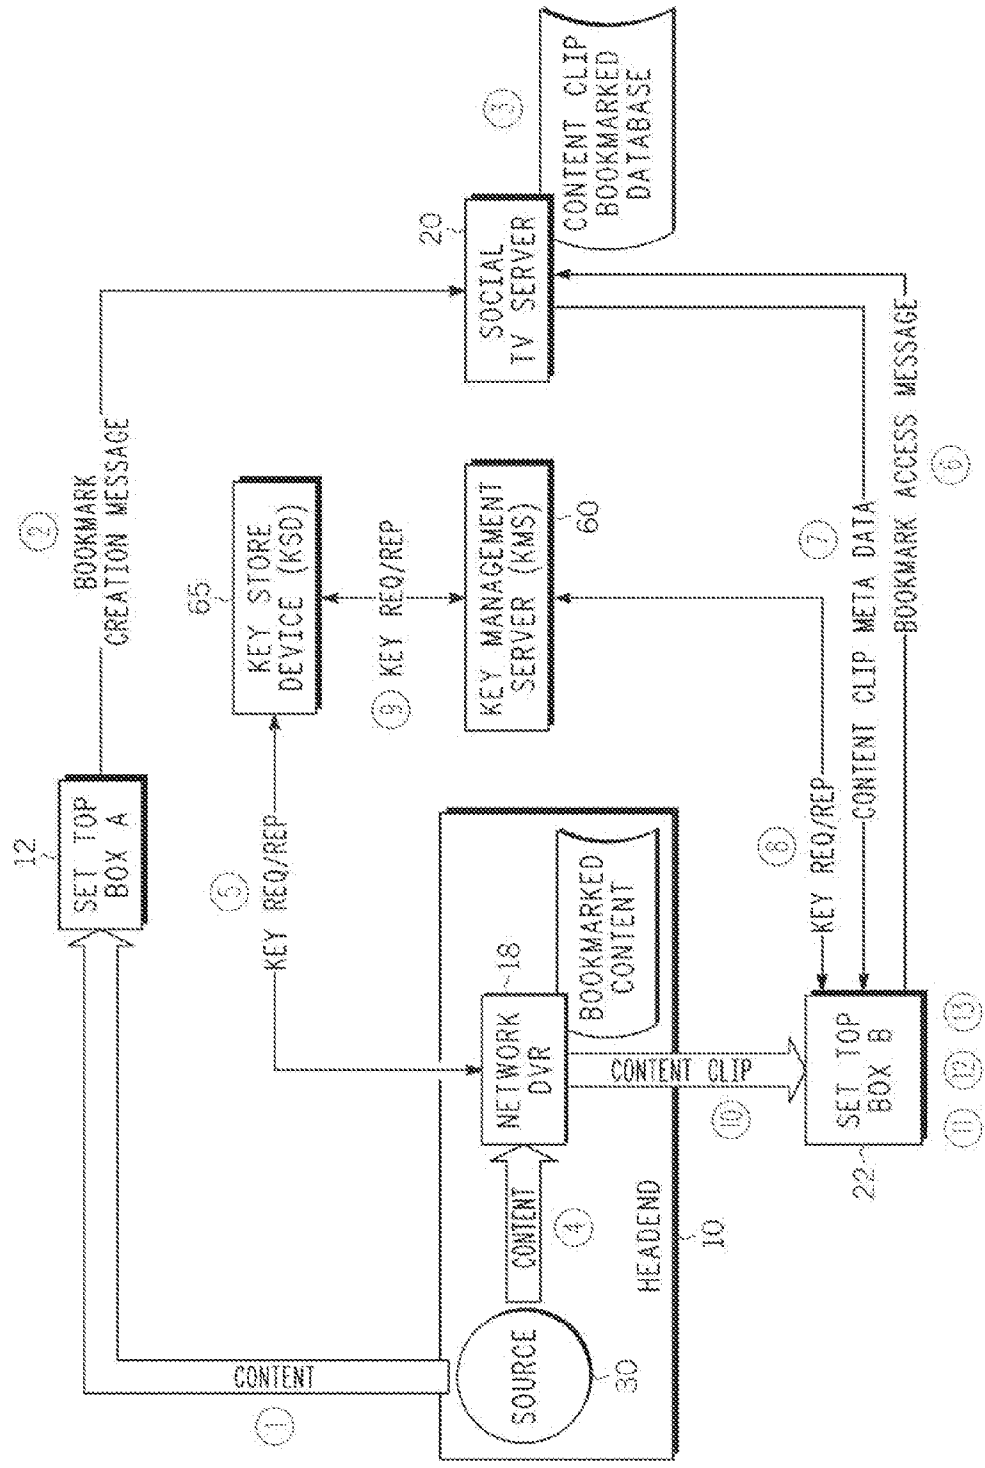 12
SET TOP
BOX A
2
BOOKMARK
CREATION MESSAGE
1
CONTENT
5
KEY REQ/REP
65
KEY STORE
DEVICE (KSD)
9
KEY REQ/REP
KEY MANAGEMENT
SERVER (KMS)
60
20
SOCIAL
TV SERVER
3
CONTENT CLIP
BOOKMARKED
DATABASE
SOURCE
30
CONTENT
4
NETWORK
DVR
18
BOOKMARKED
CONTENT
HEADEND
10
CONTENT CLIP
10
8
KEY REQ/REP
7
CONTENT CLIP META DATA
BOOKMARK ACCESS MESSAGE
6
SET TOP
BOX B
22
11
12
13